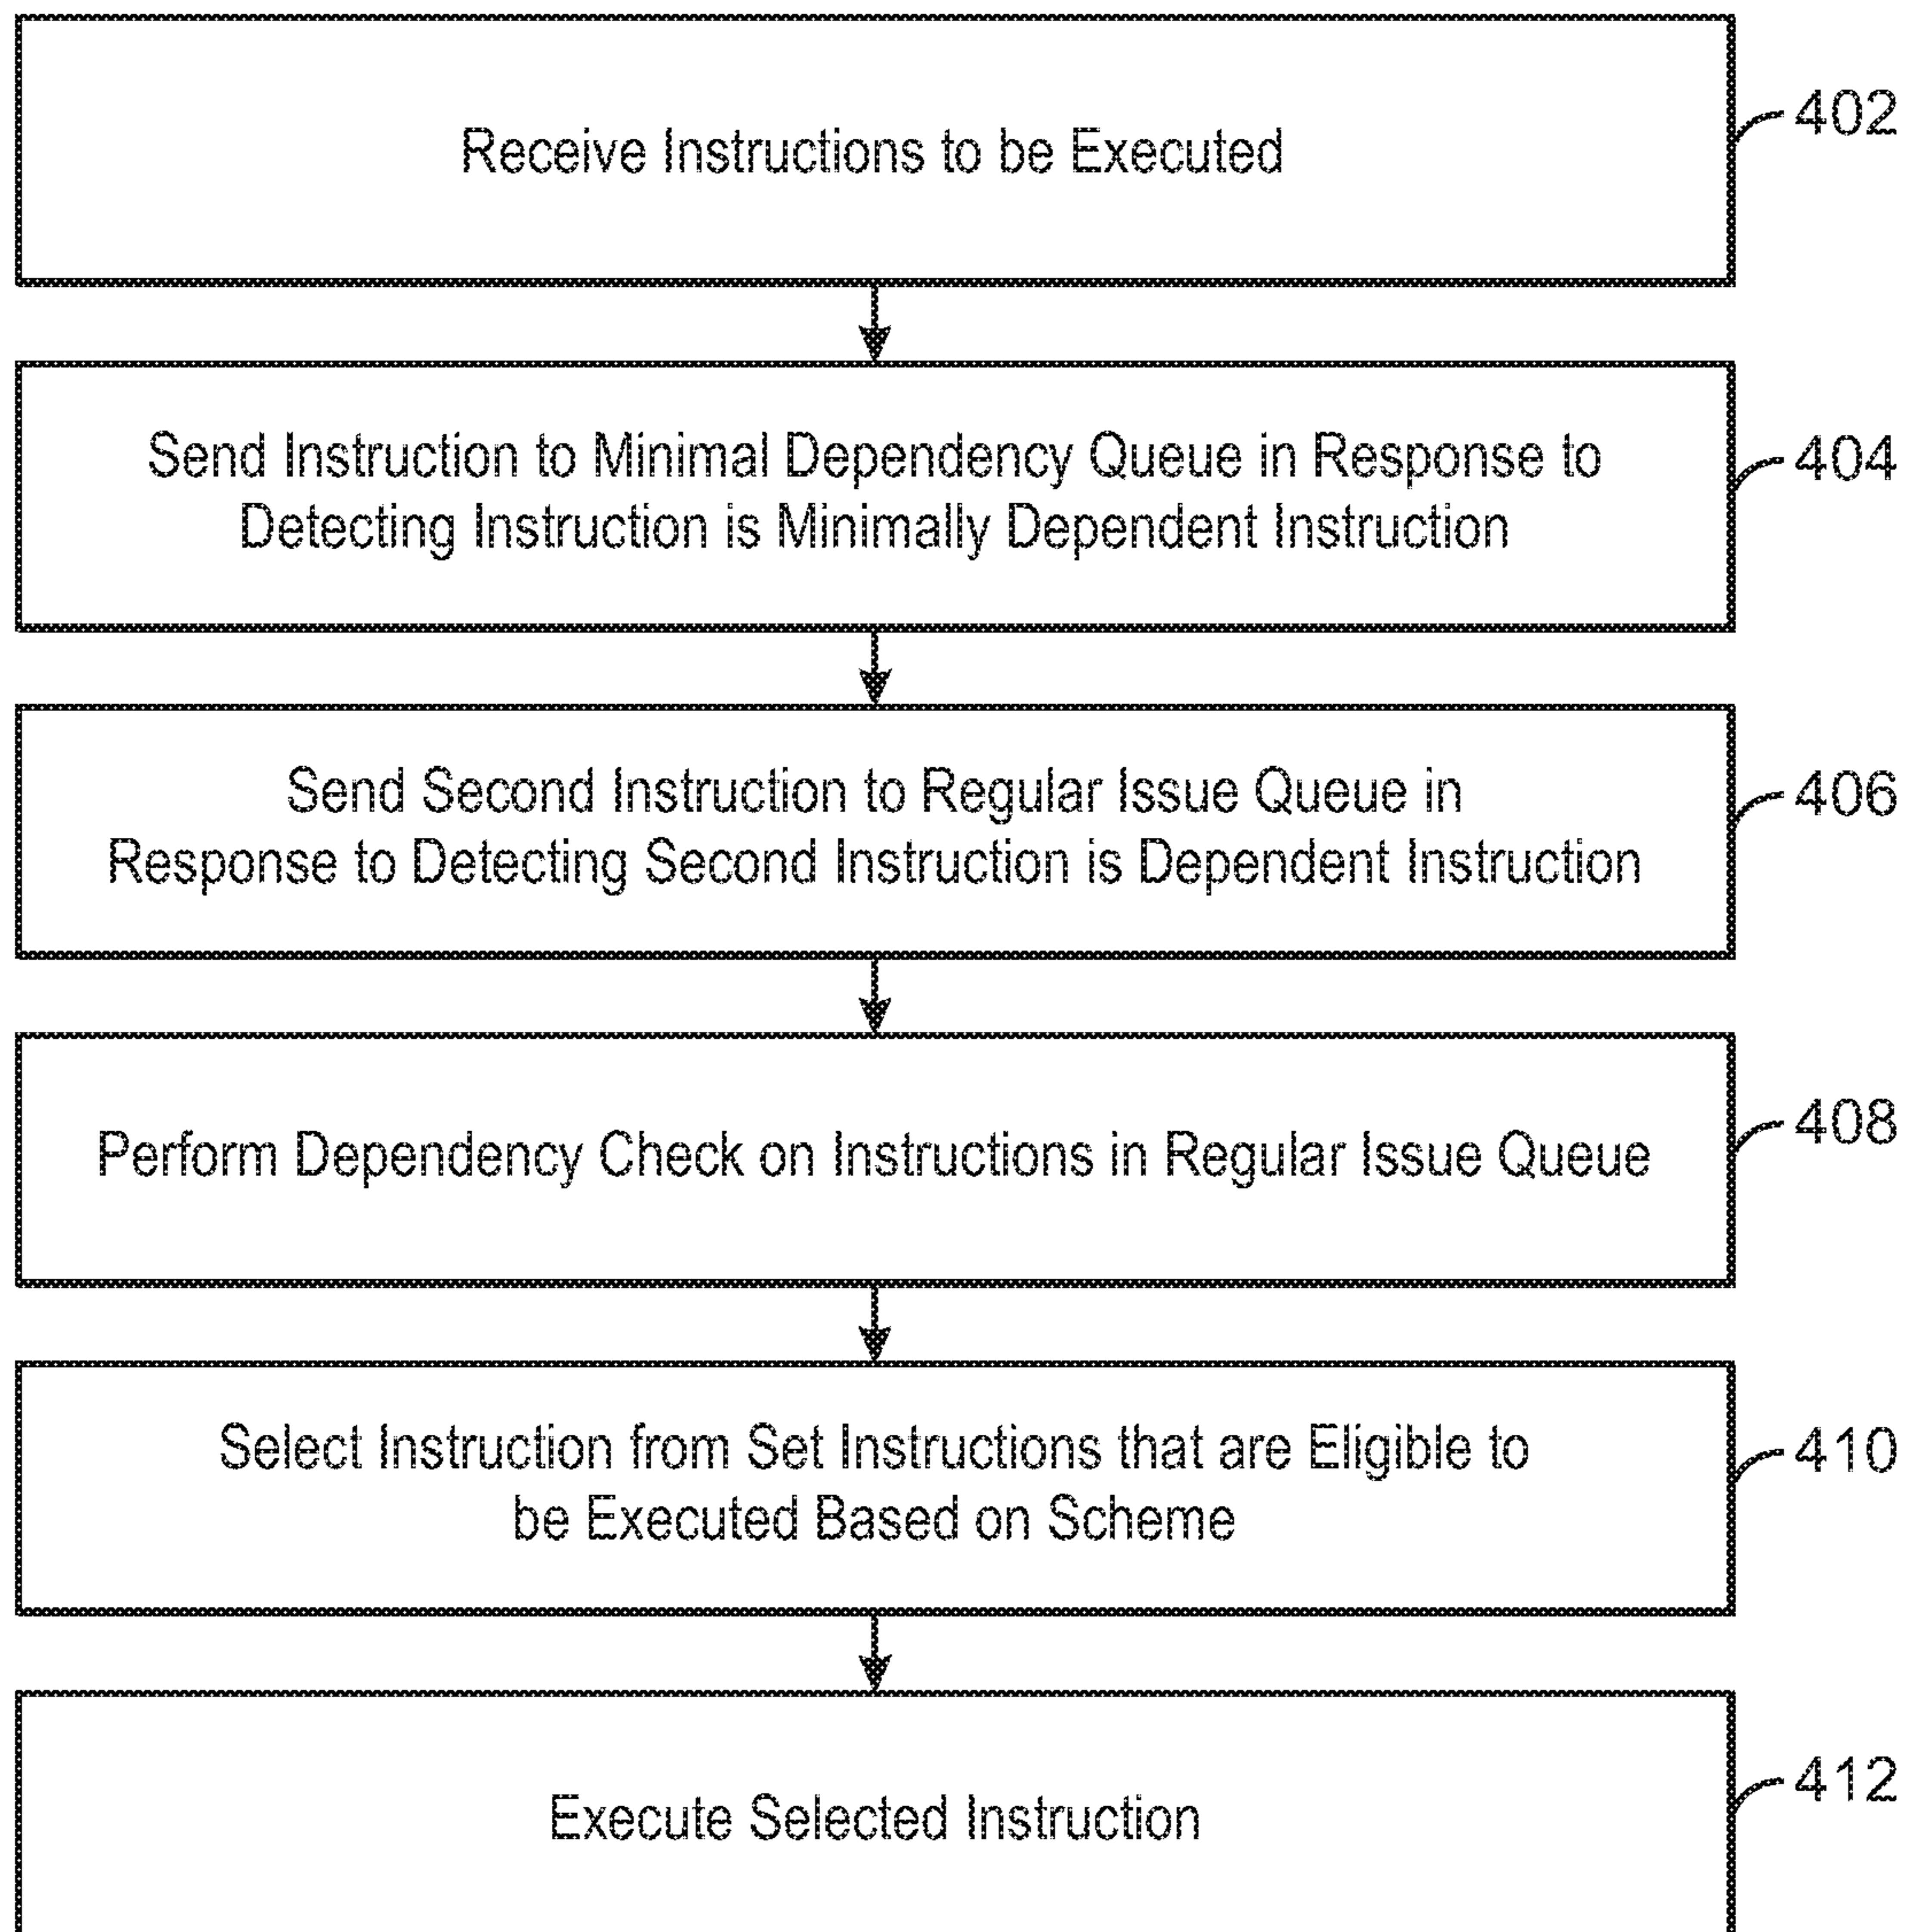 Receive Instructions to be Executed
402
Send Instruction to Minimal Dependency Queue in Response to
Detecting Instruction is Minimally Dependent Instruction
404
Send Second Instruction to Regular Issue Queue in
Response to Detecting Second Instruction is Dependent Instruction
406
Perform Dependency Check on Instructions in Regular Issue Queue
408
Select Instruction from Set Instructions that are Eligible to
be Executed Based on Scheme
410
Execute Selected Instruction
412